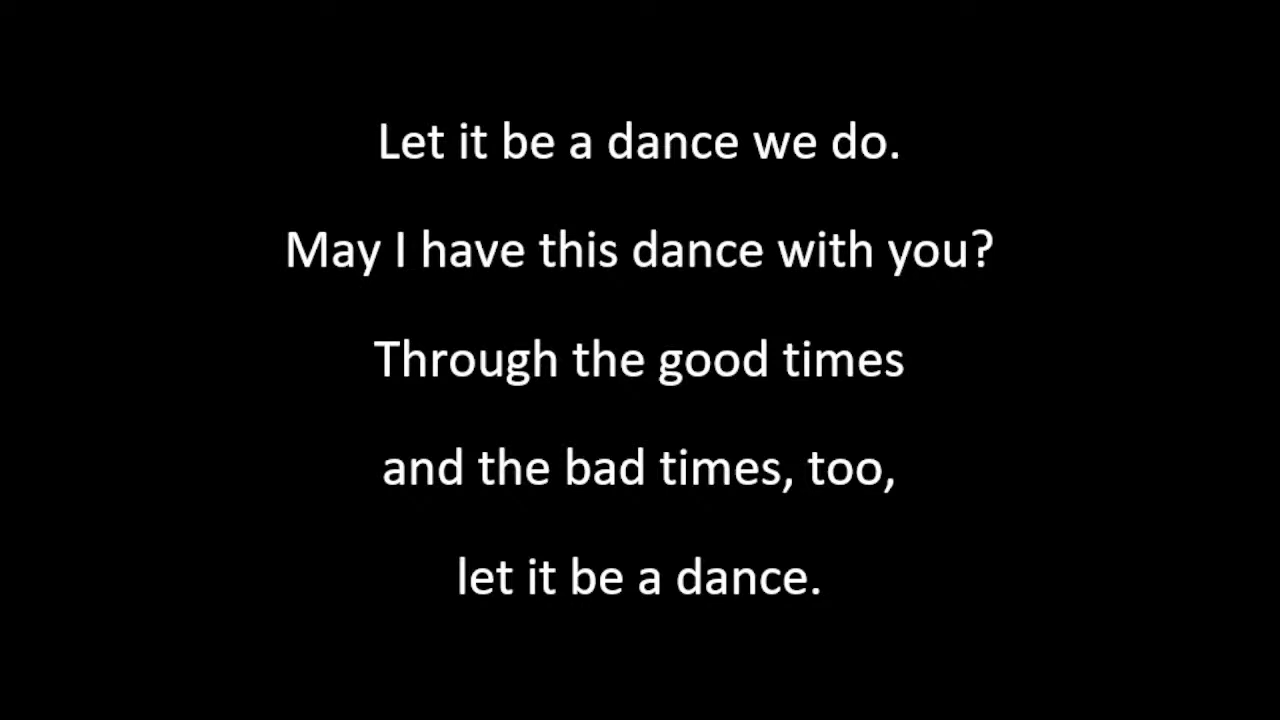 Let it be a dance we do.
May I have this dance with you?
Through the good times
and the bad times, too,
let it be a dance.